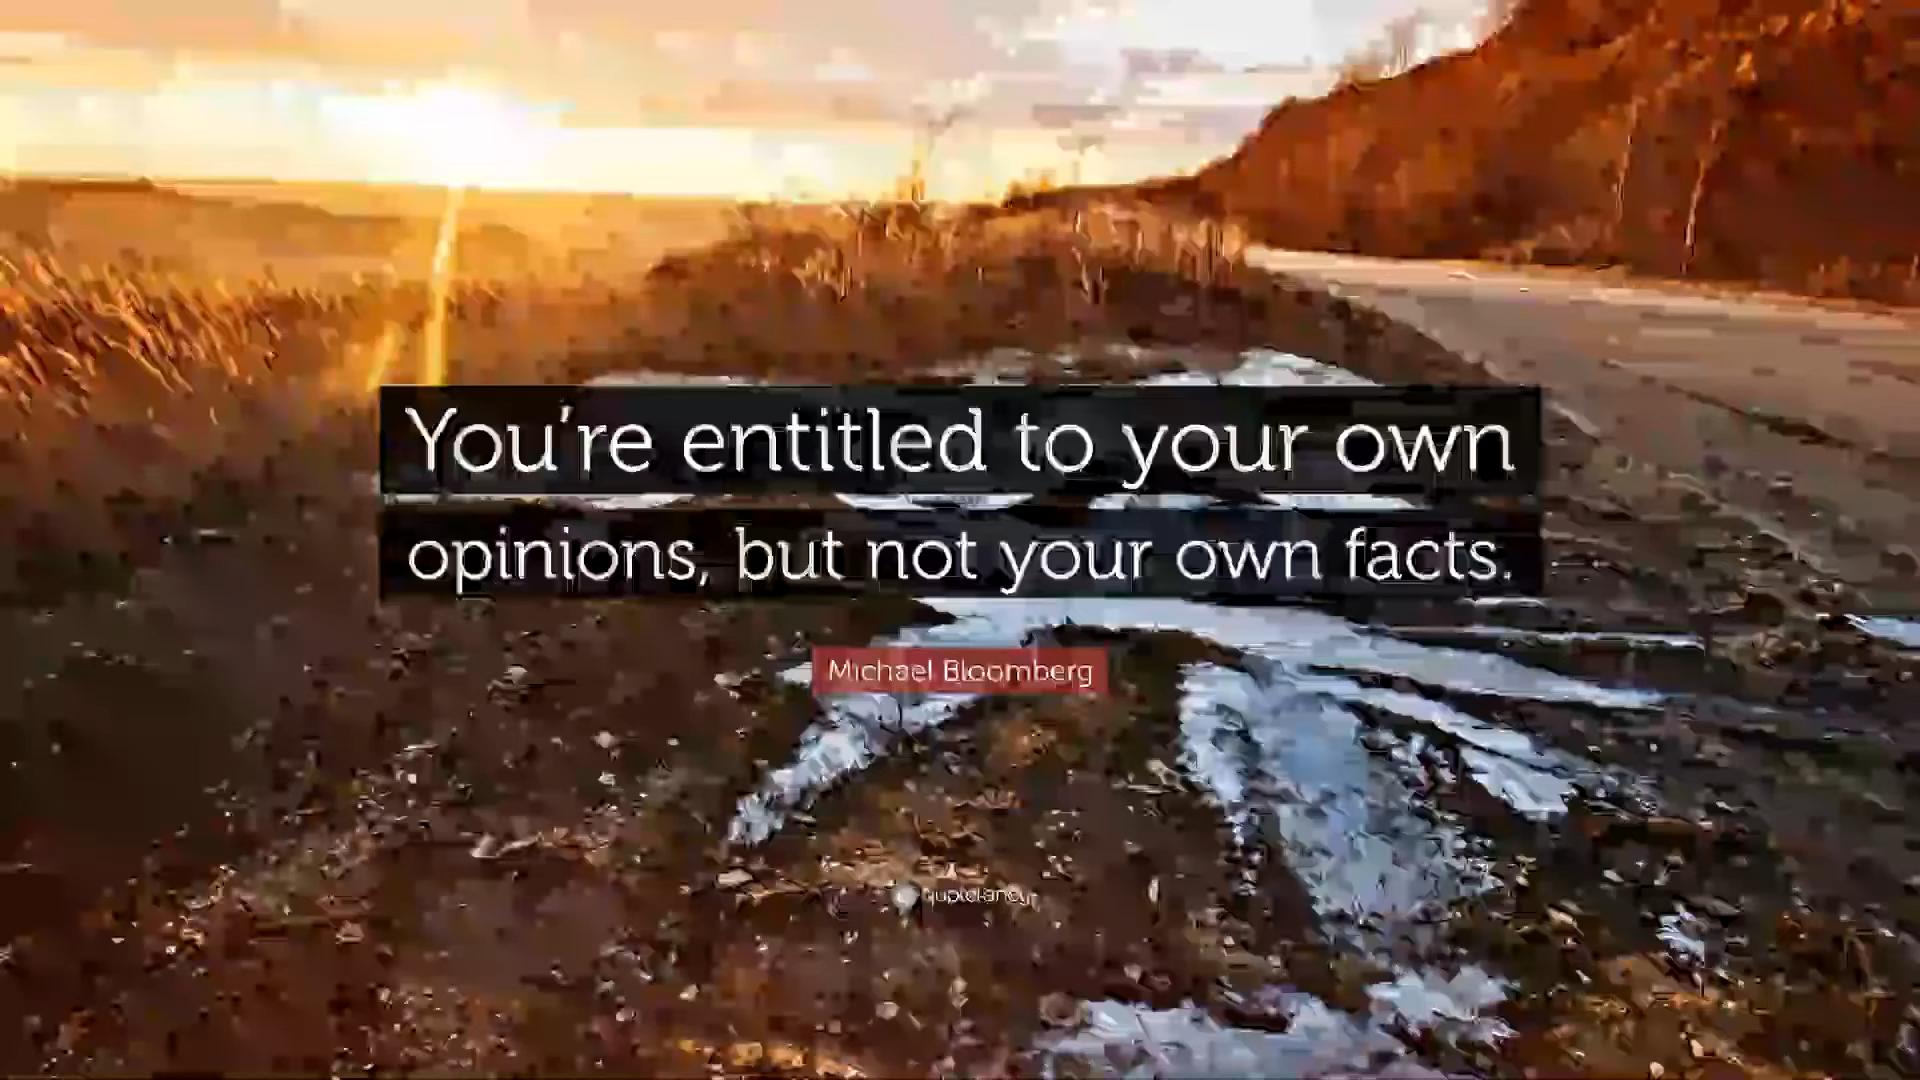 You’re entitled to your own
opinions, but not your own facts.
Michael Bloomberg